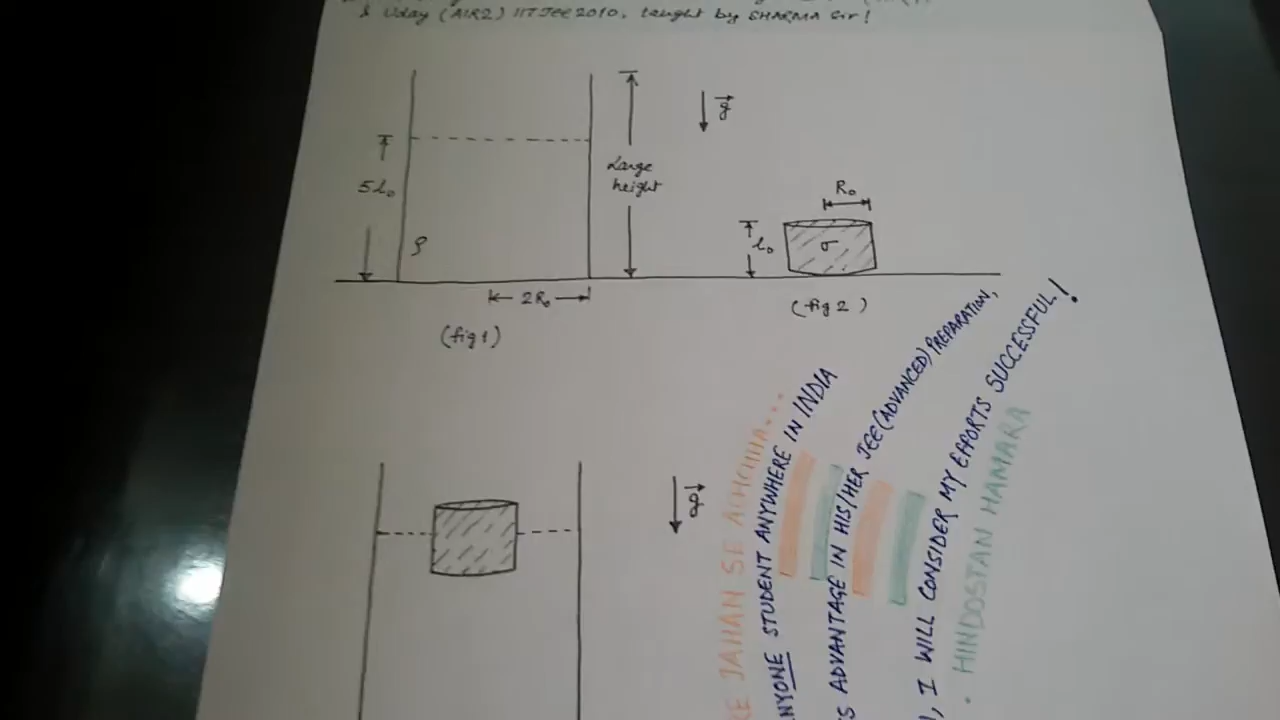 & Uday (AIR2) IIT Jee 2010, taught by SHARMA Sir!
5l₀
ρ
Large
height
g
R₀
l₀
σ
2R₀
(fig 1)
(fig 2)
g
JAHAN SE ACHCHHA...
ANYONE STUDENT ANYWHERE IN INDIA
ADVANTAGE IN HIS/HER JEE (ADVANCED) PREPARATION,
, I WILL CONSIDER MY EFFORTS SUCCESSFUL!
. HINDOSTAN HAMARA